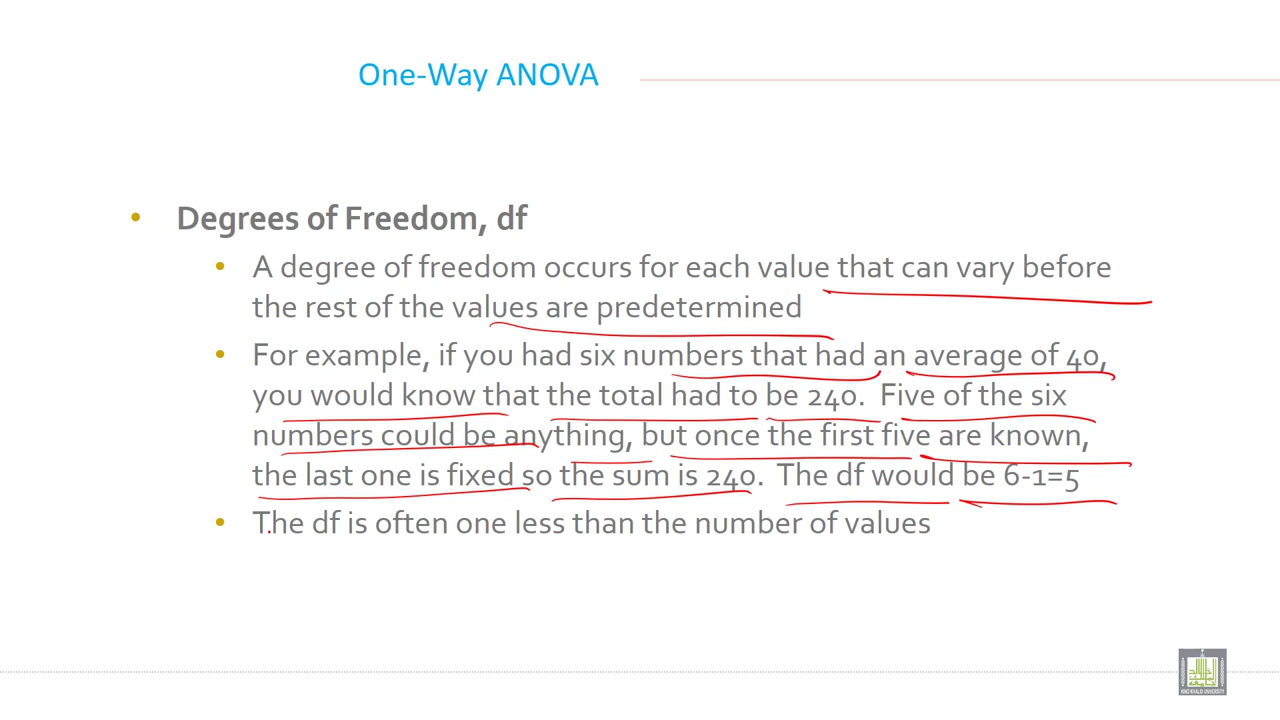 One-Way ANOVA
• Degrees of Freedom, df
• A degree of freedom occurs for each value that can vary before
the rest of the values are predetermined
• For example, if you had six numbers that had an average of 40,
you would know that the total had to be 240. Five of the six
numbers could be anything, but once the first five are known,
the last one is fixed so the sum is 240. The df would be 6-1=5
• The df is often one less than the number of values
KING KHALID UNIVERSITY